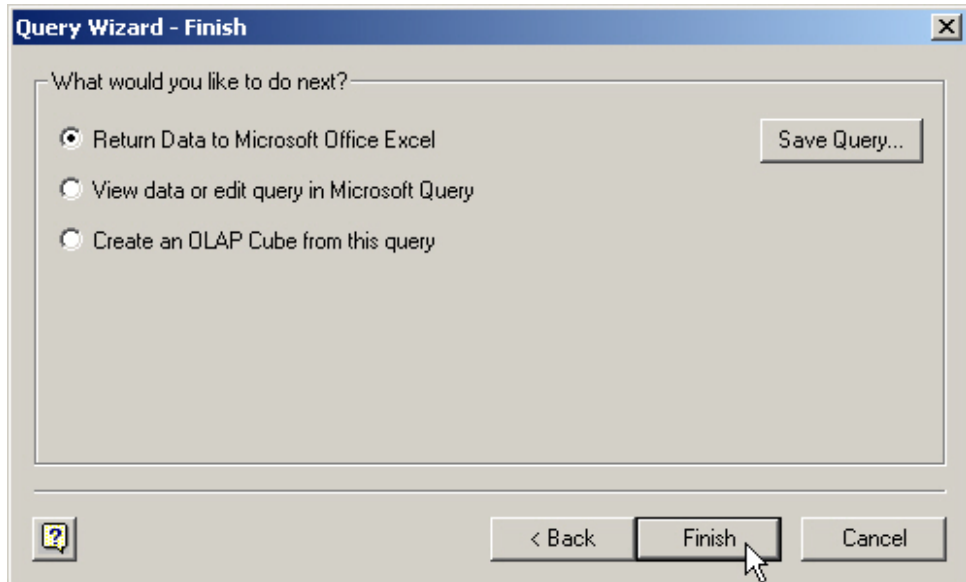 Query Wizard - Finish
What would you like to do next?
Return Data to Microsoft Office Excel
Save Query...
View data or edit query in Microsoft Query
Create an OLAP Cube from this query
?
< Back
Finish
Cancel